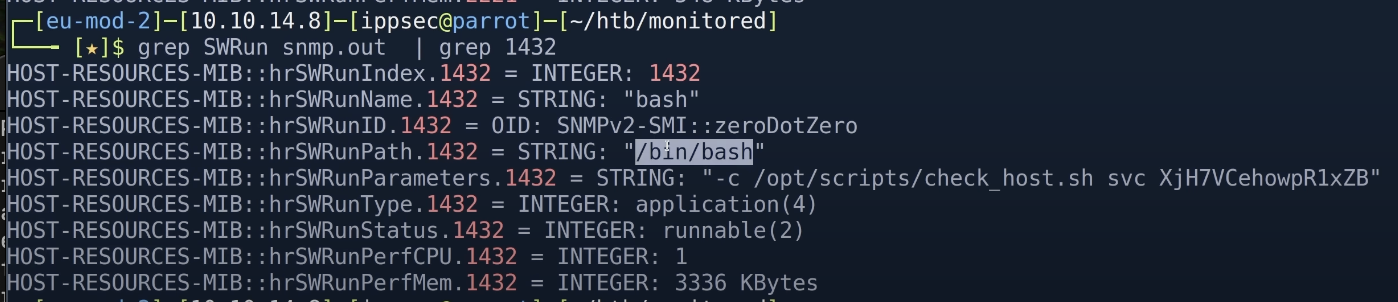 ┌─[eu-mod-2]─[10.10.14.8]─[ippsec@parrot]─[~/htb/monitored]
└──╼ [★]$ grep SWRun snmp.out  | grep 1432
HOST-RESOURCES-MIB::hrSWRunIndex.1432 = INTEGER: 1432
HOST-RESOURCES-MIB::hrSWRunName.1432 = STRING: "bash"
HOST-RESOURCES-MIB::hrSWRunID.1432 = OID: SNMPv2-SMI::zeroDotZero
HOST-RESOURCES-MIB::hrSWRunPath.1432 = STRING: "/bin/bash"
HOST-RESOURCES-MIB::hrSWRunParameters.1432 = STRING: "-c /opt/scripts/check_host.sh svc XjH7VCehowpR1xZB"
HOST-RESOURCES-MIB::hrSWRunType.1432 = INTEGER: application(4)
HOST-RESOURCES-MIB::hrSWRunStatus.1432 = INTEGER: runnable(2)
HOST-RESOURCES-MIB::hrSWRunPerfCPU.1432 = INTEGER: 1
HOST-RESOURCES-MIB::hrSWRunPerfMem.1432 = INTEGER: 3336 KBytes